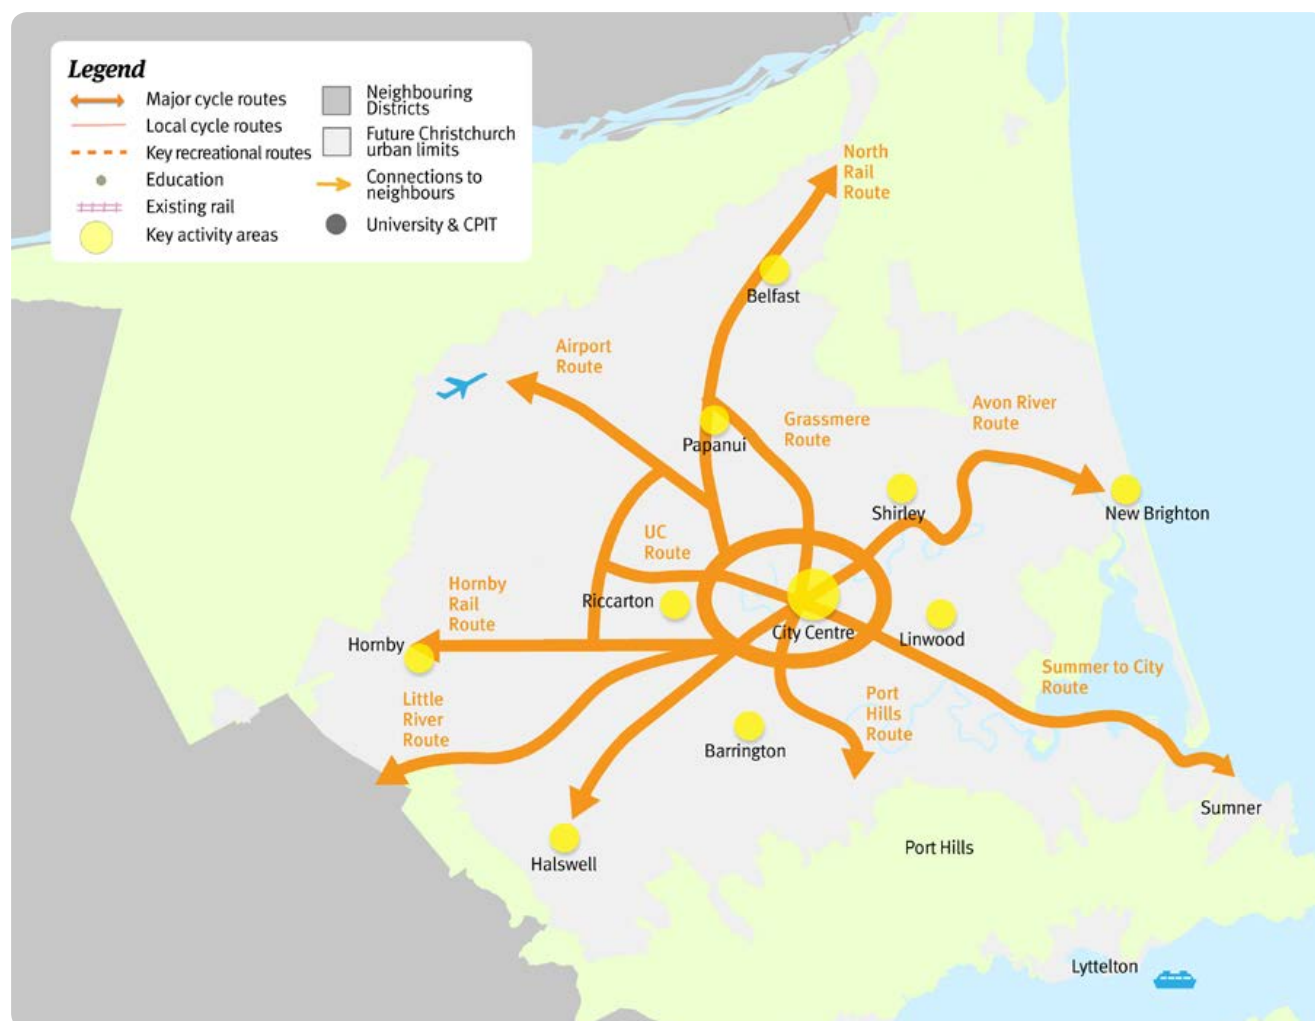 Legend
Major cycle routes
Local cycle routes
Key recreational routes
Education
Existing rail
Key activity areas
Neighbouring
Districts
Future Christchurch
urban limits
Connections to
neighbours
University & CPIT
North
Rail
Route
Belfast
Airport
Route
Papanui
Grassmere
Route
Avon River
Route
Shirley
New Brighton
UC
Route
Hornby
Rail
Route
Riccarton
City Centre
Linwood
Hornby
Little
River
Route
Summer to City
Route
Port
Hills
Route
Barrington
Sumner
Halswell
Port Hills
Lyttelton